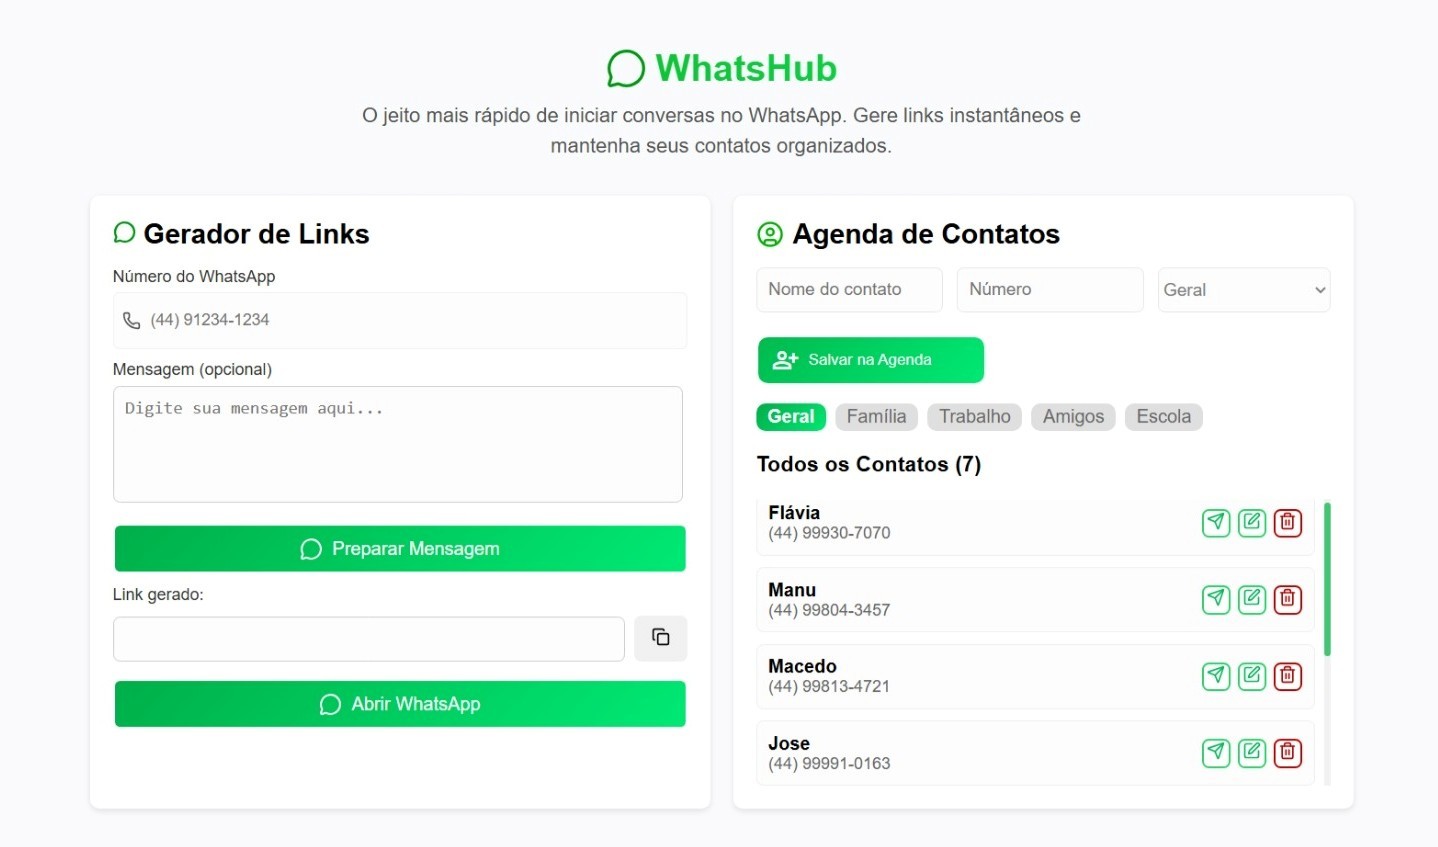 WhatsHub
O jeito mais rápido de iniciar conversas no WhatsApp. Gere links instantâneos e
mantenha seus contatos organizados.
Gerador de Links
Número do WhatsApp
(44) 91234-1234
Mensagem (opcional)
Digite sua mensagem aqui...
Preparar Mensagem
Link gerado:
Abrir WhatsApp
Agenda de Contatos
Nome do contato
Número
Geral
Salvar na Agenda
Geral
Família
Trabalho
Amigos
Escola
Todos os Contatos (7)
Flávia
(44) 99930-7070
Manu
(44) 99804-3457
Macedo
(44) 99813-4721
Jose
(44) 99991-0163